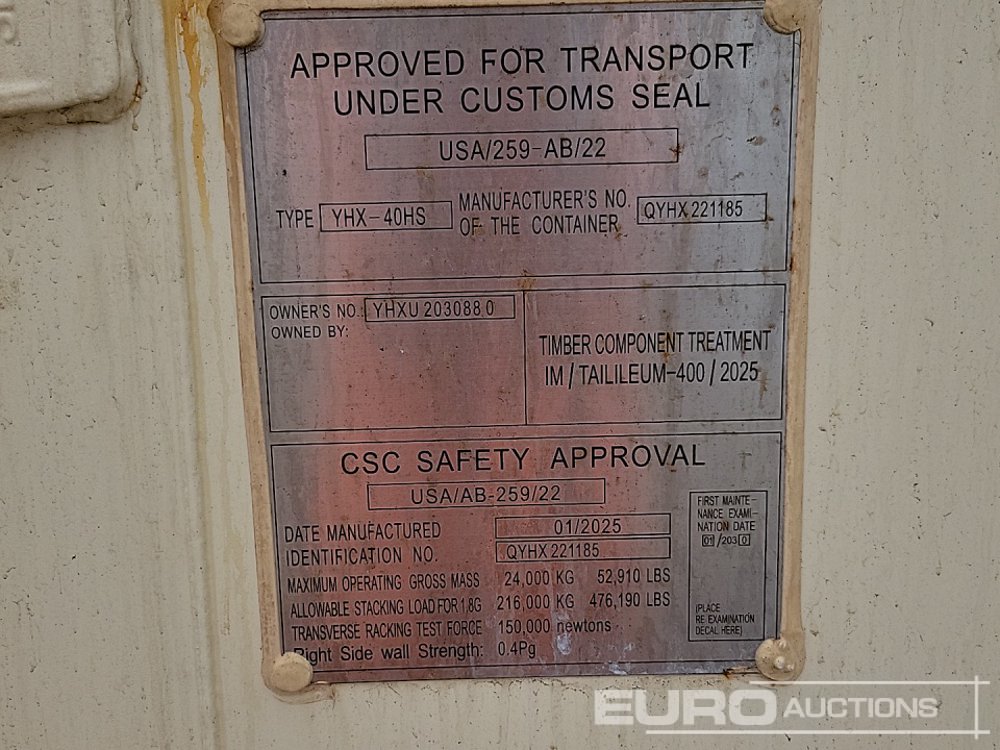 APPROVED FOR TRANSPORT
UNDER CUSTOMS SEAL
USA/259-AB/22
TYPE YHX-40HS MANUFACTURER'S NO. OF THE CONTAINER QYHX 221185
OWNER'S NO.: YHXU 203088 0
OWNED BY:
TIMBER COMPONENT TREATMENT
IM / TAILILEUM-400 / 2025
CSC SAFETY APPROVAL
USA/AB-259/22
DATE MANUFACTURED 01/2025
IDENTIFICATION NO. QYHX 221185
MAXIMUM OPERATING GROSS MASS 24,000 KG 52,910 LBS
ALLOWABLE STACKING LOAD FOR 1,8G 216,000 KG 476,190 LBS
TRANSVERSE RACKING TEST FORCE 150,000 newtons
Right Side wall Strength: 0.4Pg
FIRST MAINTE-
NANCE EXAMI-
NATION DATE
01/2030
(PLACE
RE EXAMINATION
DECAL HERE)
EURO AUCTIONS